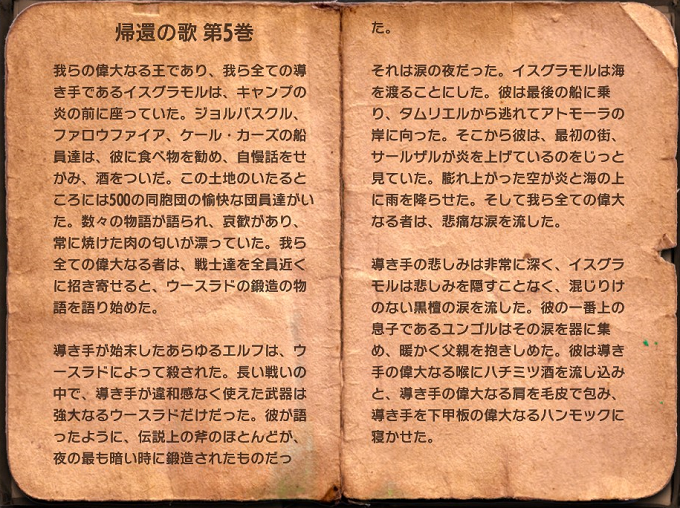 帰還の歌 第5巻
我らの偉大なる王であり、我ら全ての導
き手であるイスグラモルは、キャンプの
炎の前に座っていた。ジョルバスクル、
ファロウファイア、ケール・カーズの船
員達は、彼に食べ物を勧め、自慢話をせ
がみ、酒をついだ。この土地のいたると
ころには500の同胞団の愉快な団員達がい
た。数々の物語が語られ、哀歓があり、
常に焼けた肉の匂いが漂っていた。我ら
全ての偉大なる者は、戦士達を全員近く
に招き寄せると、ウースラドの鍛造の物
語を語り始めた。
導き手が始末したあらゆるエルフは、ウ
ースラドによって殺された。長い戦いの
中で、導き手が違和感なく使えた武器は
強大なるウースラドだけだった。彼が語
ったように、伝説上の斧のほとんどが、
夜の最も暗い時に鍛造されたものだっ
た。
それは涙の夜だった。イスグラモルは海
を渡ることにした。彼は最後の船に乗
り、タムリエルから逃れてアトモーラの
岸に向った。そこから彼は、最初の街、
サールザルが炎を上げているのをじっと
見ていた。膨れ上がった空が炎と海の上
に雨を降らせた。そして我ら全ての偉大
なる者は、悲痛な涙を流した。
導き手の悲しみは非常に深く、イスグラ
モルは悲しみを隠すことなく、混じりけ
のない黒檀の涙を流した。彼の一番上の
息子であるユンゴルはその涙を器に集
め、暖かく父親を抱きしめた。彼は導き
手の偉大なる喉にハチミツ酒を流し込み
と、導き手の偉大なる肩を毛皮で包み、
導き手を下甲板の偉大なるハンモックに
寝かせた。